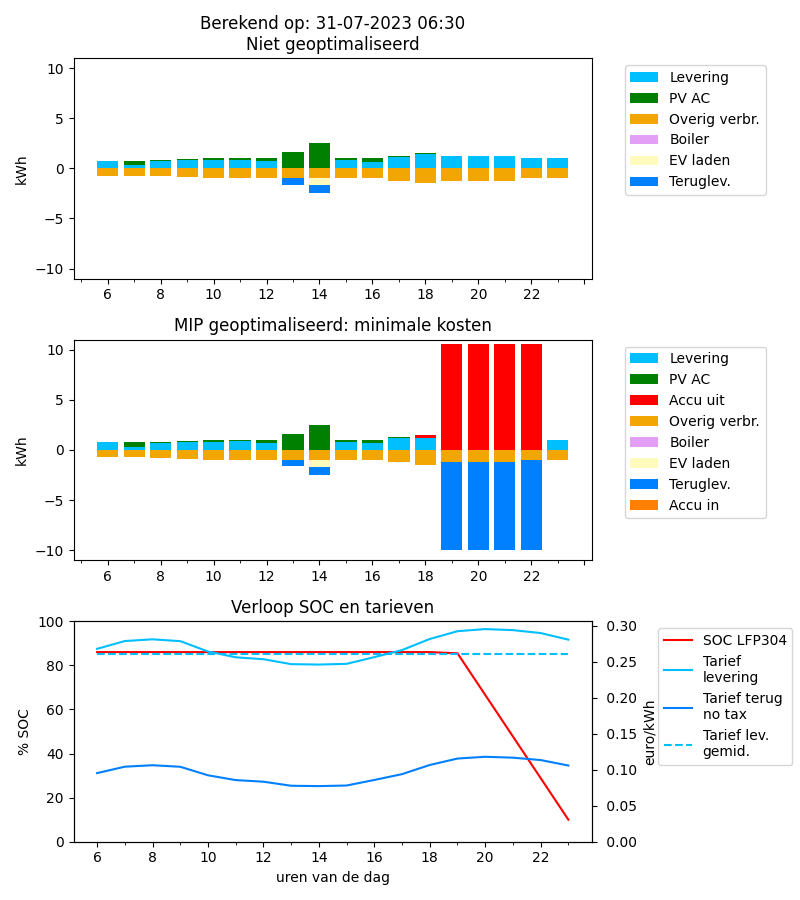 Berekend op: 31-07-2023 06:30
Niet geoptimaliseerd
10
5
0
−5
−10
kWh
6 8 10 12 14 16 18 20 22
Levering
PV AC
Overig verbr.
Boiler
EV laden
Teruglev.
MIP geoptimaliseerd: minimale kosten
10
5
0
−5
−10
kWh
6 8 10 12 14 16 18 20 22
Levering
PV AC
Accu uit
Overig verbr.
Boiler
EV laden
Teruglev.
Accu in
Verloop SOC en tarieven
100
80
60
40
20
0
% SOC
6 8 10 12 14 16 18 20 22
uren van de dag
0.30
0.25
0.20
0.15
0.10
0.05
0.00
euro/kWh
SOC LFP304
Tarief
levering
Tarief terug
no tax
Tarief lev.
gemid.